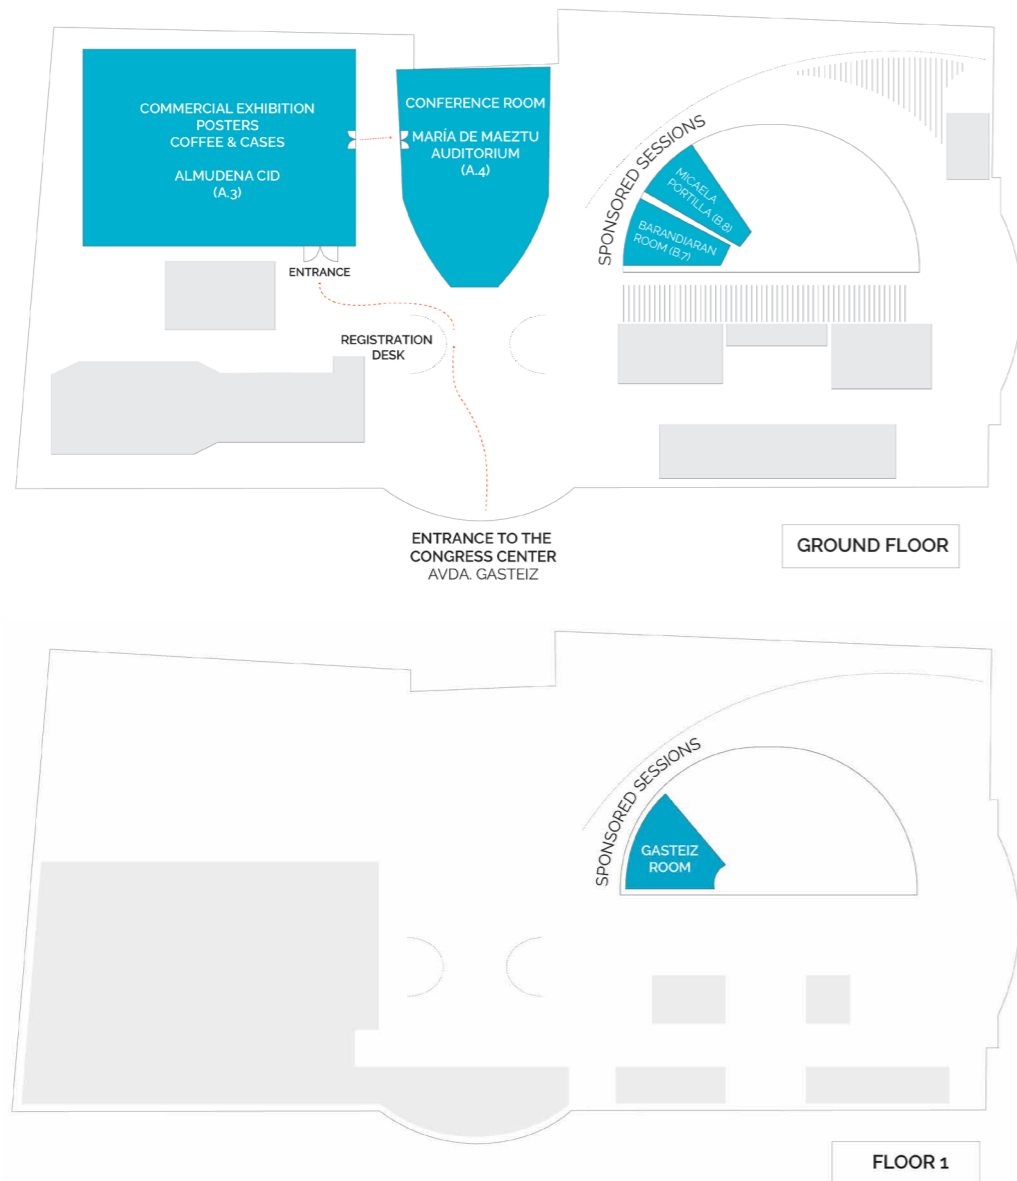 COMMERCIAL EXHIBITION
POSTERS
COFFEE & CASES
ALMUDENA CID
(A.3)
CONFERENCE ROOM
MARÍA DE MAEZTU
AUDITORIUM
(A.4)
SPONSORED SESSIONS
MICAELA
PORTILLA (B.8)
BARANDIARAN
ROOM (B.7)
ENTRANCE
REGISTRATION
DESK
ENTRANCE TO THE
CONGRESS CENTER
AVDA. GASTEIZ
GROUND FLOOR
SPONSORED SESSIONS
GASTEIZ
ROOM
FLOOR 1